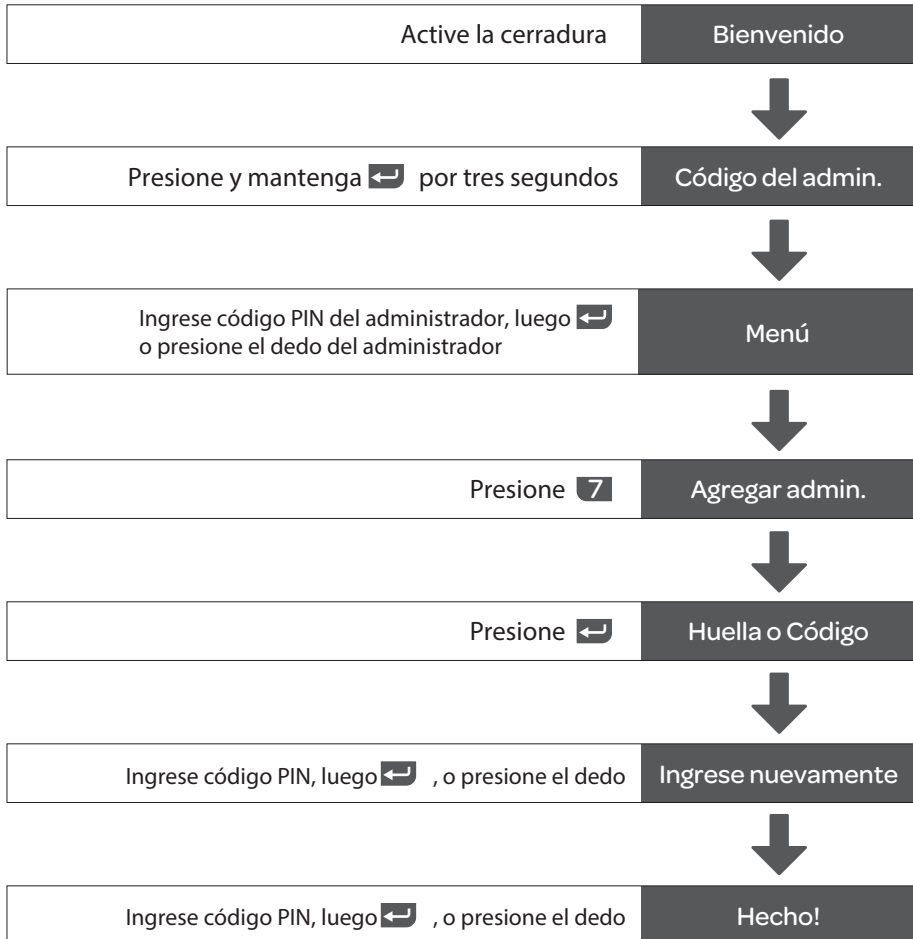 Active la cerradura Bienvenido
Presione y mantenga por tres segundos Código del admin.
Ingrese código PIN del administrador, luego
o presione el dedo del administrador
Menú
Presione 7 Agregar admin.
Presione Huella o Código
Ingrese código PIN, luego , o presione el dedo Ingrese nuevamente
Ingrese código PIN, luego , o presione el dedo Hecho!